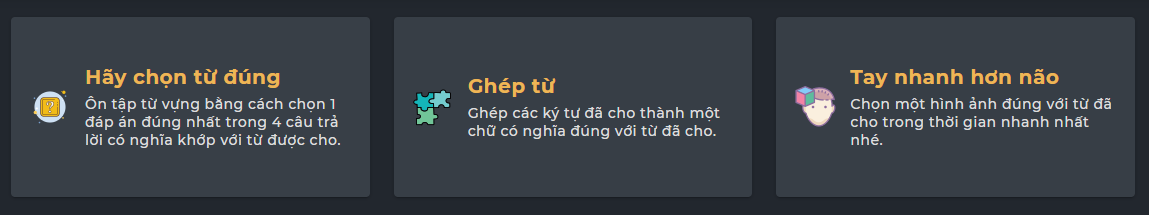 Hãy chọn từ đúng
Ôn tập từ vựng bằng cách chọn 1
đáp án đúng nhất trong 4 câu trả
lời có nghĩa khớp với từ được cho.
Ghép từ
Ghép các ký tự đã cho thành một
chữ có nghĩa đúng với từ đã cho.
Tay nhanh hơn não
Chọn một hình ảnh đúng với từ đã
cho trong thời gian nhanh nhất
nhé.